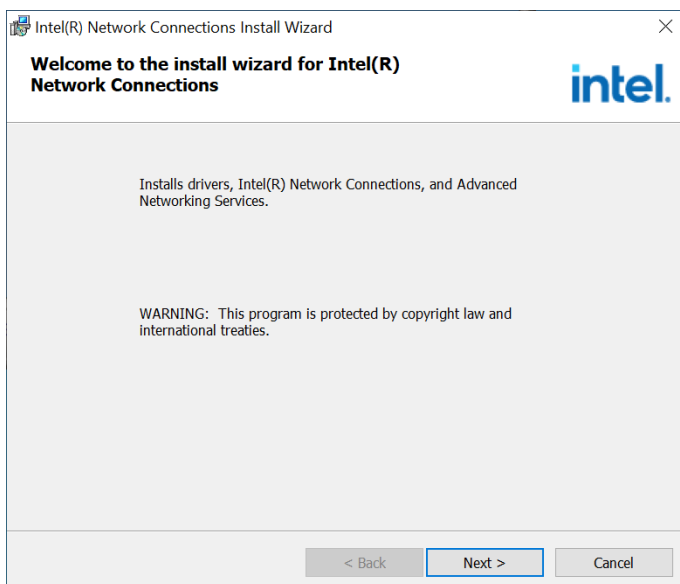 Intel(R) Network Connections Install Wizard
Welcome to the install wizard for Intel(R)
Network Connections
intel.
Installs drivers, Intel(R) Network Connections, and Advanced
Networking Services.
WARNING:  This program is protected by copyright law and
international treaties.
< Back
Next >
Cancel